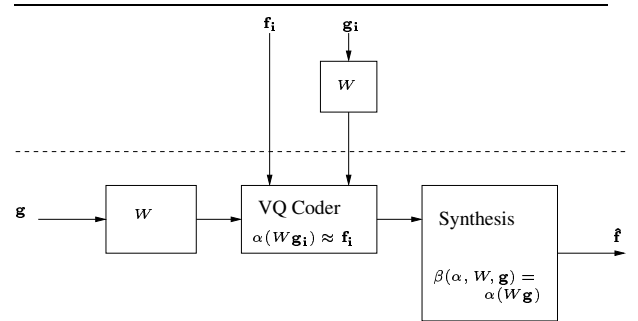 f_i g_i
W
g W VQ Coder Synthesis
α(Wg_i) ≈ f_i
f̂
β(α, W, g) =
α(Wg)